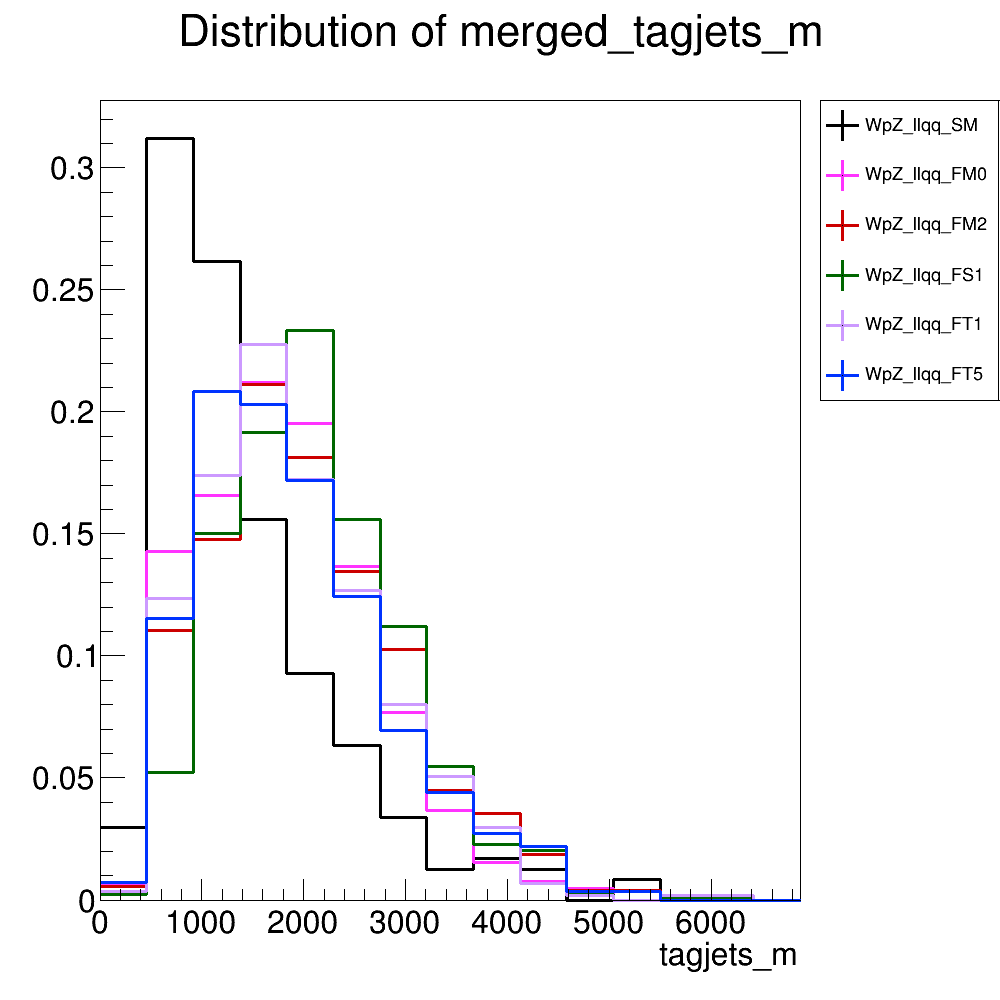 Distribution of merged_tagjets_m
0.3
0.25
0.2
0.15
0.1
0.05
0
0 1000 2000 3000 4000 5000 6000
tagjets_m
WpZ_llqq_SM
WpZ_llqq_FM0
WpZ_llqq_FM2
WpZ_llqq_FS1
WpZ_llqq_FT1
WpZ_llqq_FT5